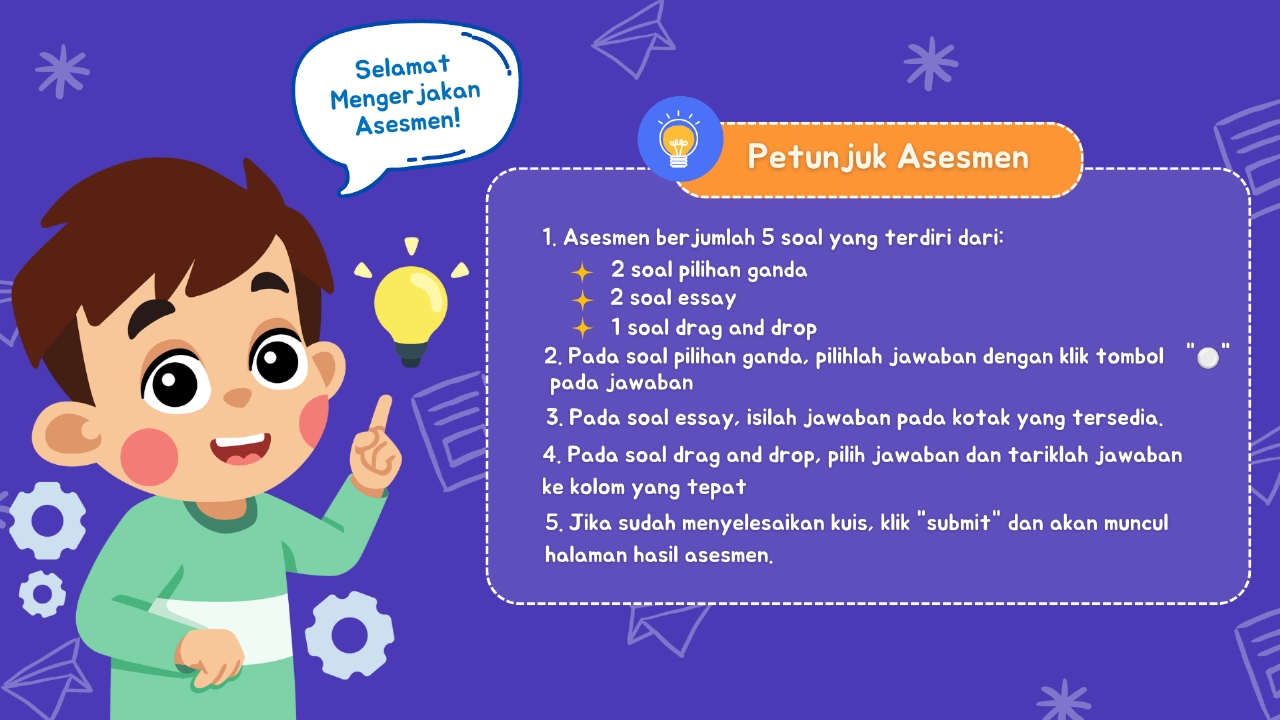 Selamat
Mengerjakan
Asesmen!
Petunjuk Asesmen
1. Asesmen berjumlah 5 soal yang terdiri dari:
2 soal pilihan ganda
2 soal essay
1 soal drag and drop
2. Pada soal pilihan ganda, pilihlah jawaban dengan klik tombol "⚪"
pada jawaban
3. Pada soal essay, isilah jawaban pada kotak yang tersedia.
4. Pada soal drag and drop, pilih jawaban dan tariklah jawaban
ke kolom yang tepat
5. Jika sudah menyelesaikan kuis, klik "submit" dan akan muncul
halaman hasil asesmen.